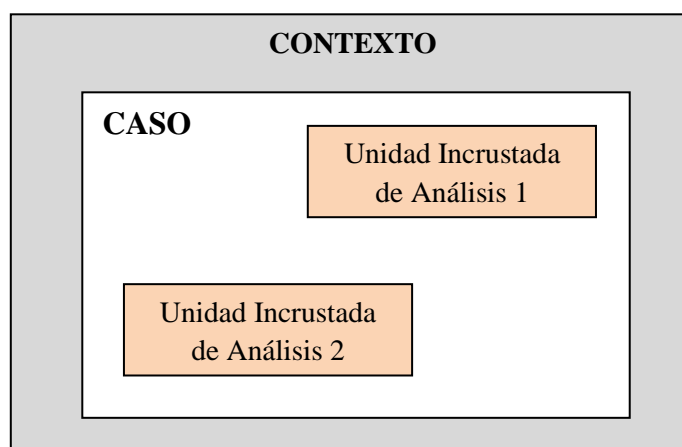 CONTEXTO
CASO
Unidad Incrustada
de Análisis 1
Unidad Incrustada
de Análisis 2